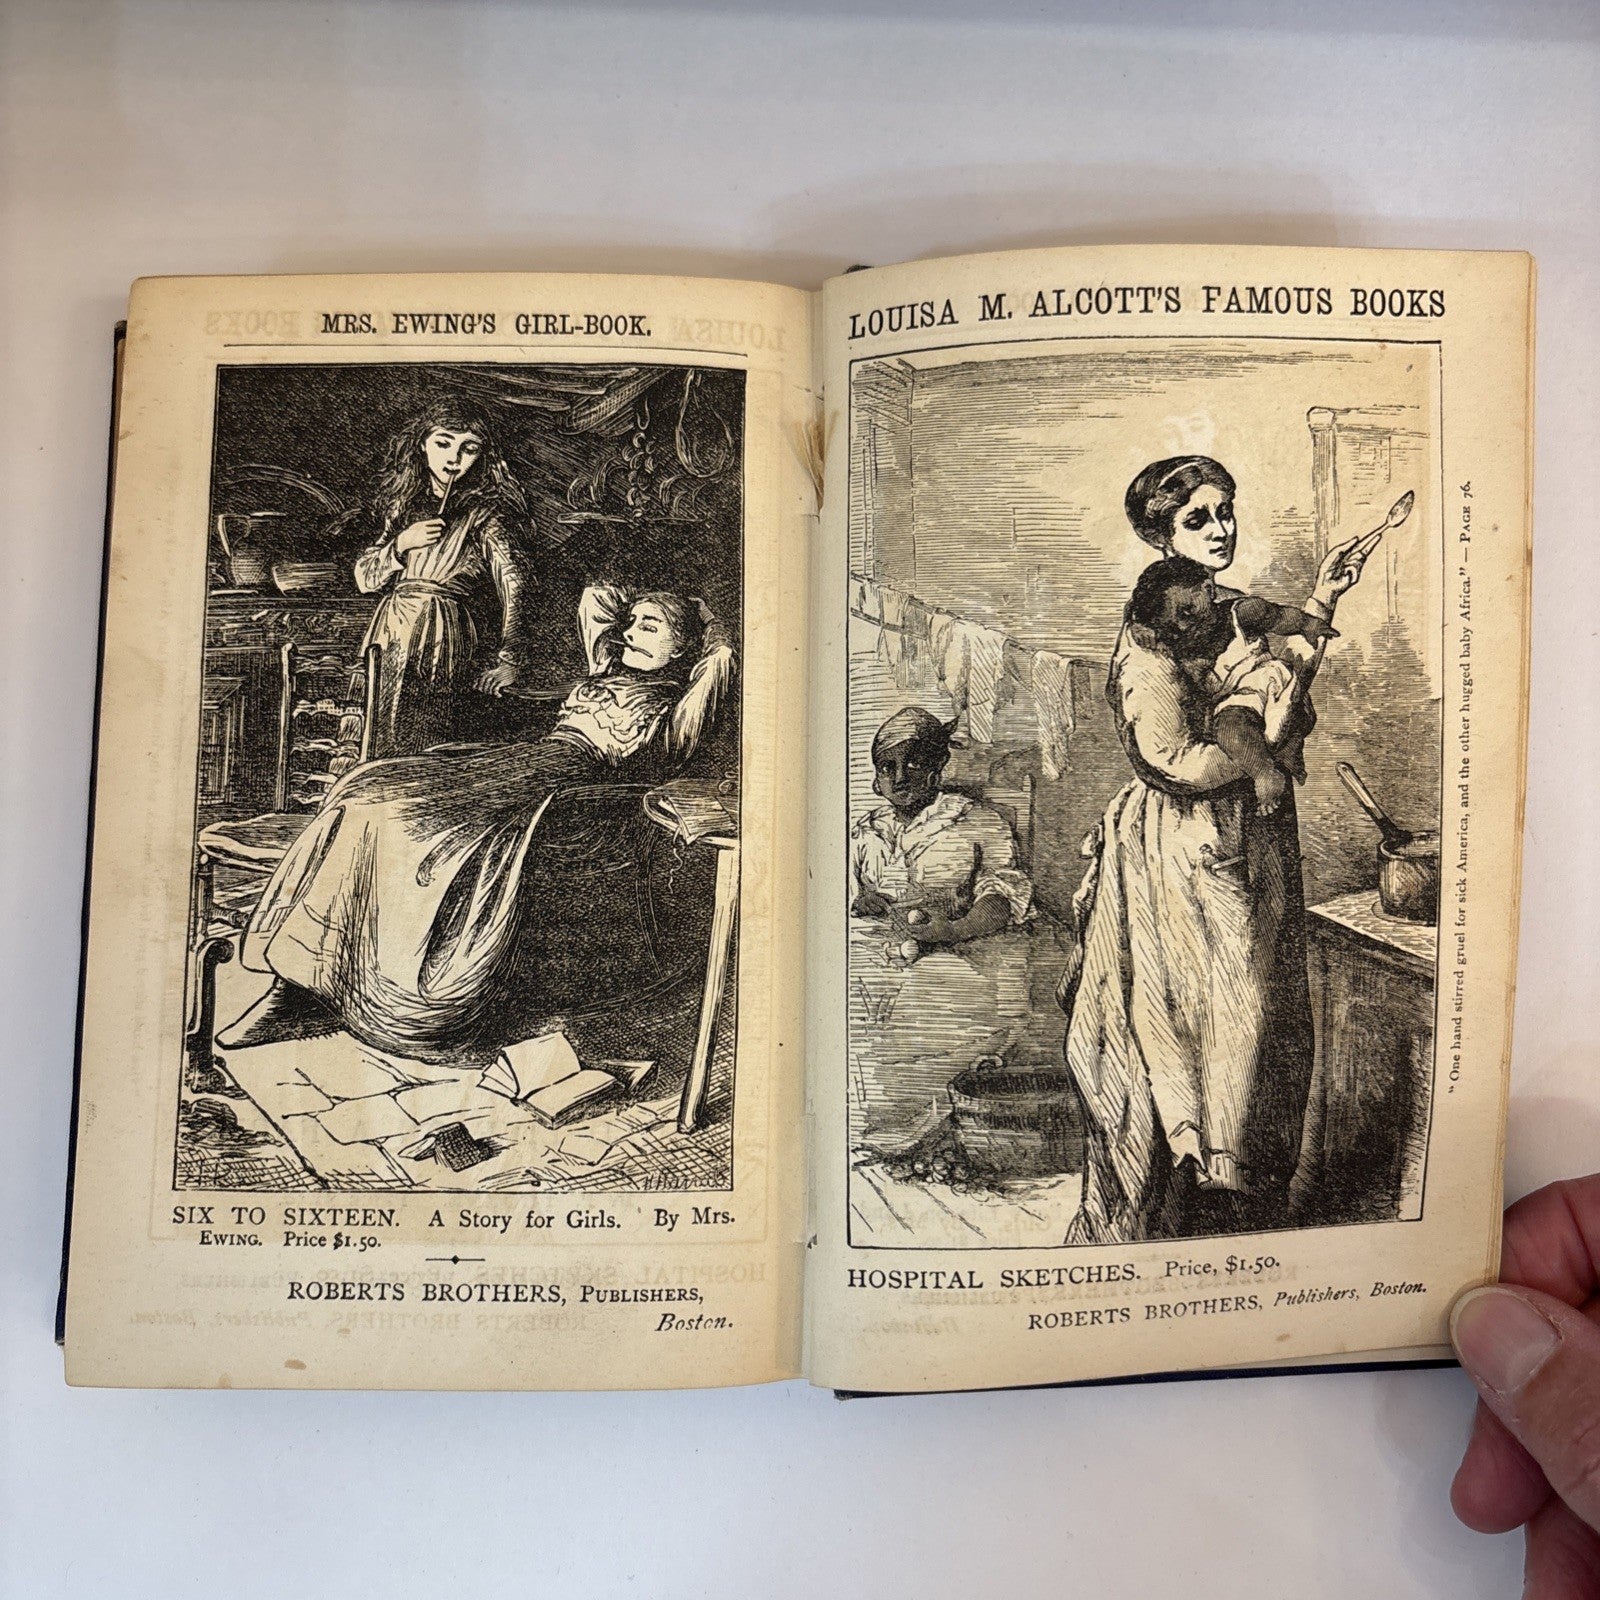 MRS. EWING'S GIRL-BOOK.
SIX TO SIXTEEN. A Story for Girls. By Mrs.
EWING. Price $1.50.
ROBERTS BROTHERS, PUBLISHERS,
Boston.
LOUISA M. ALCOTT'S FAMOUS BOOKS
"One hand stirred gruel for sick America, and the other hugged baby Africa." — PAGE 76.
HOSPITAL SKETCHES. Price, $1.50.
ROBERTS BROTHERS, Publishers, Boston.